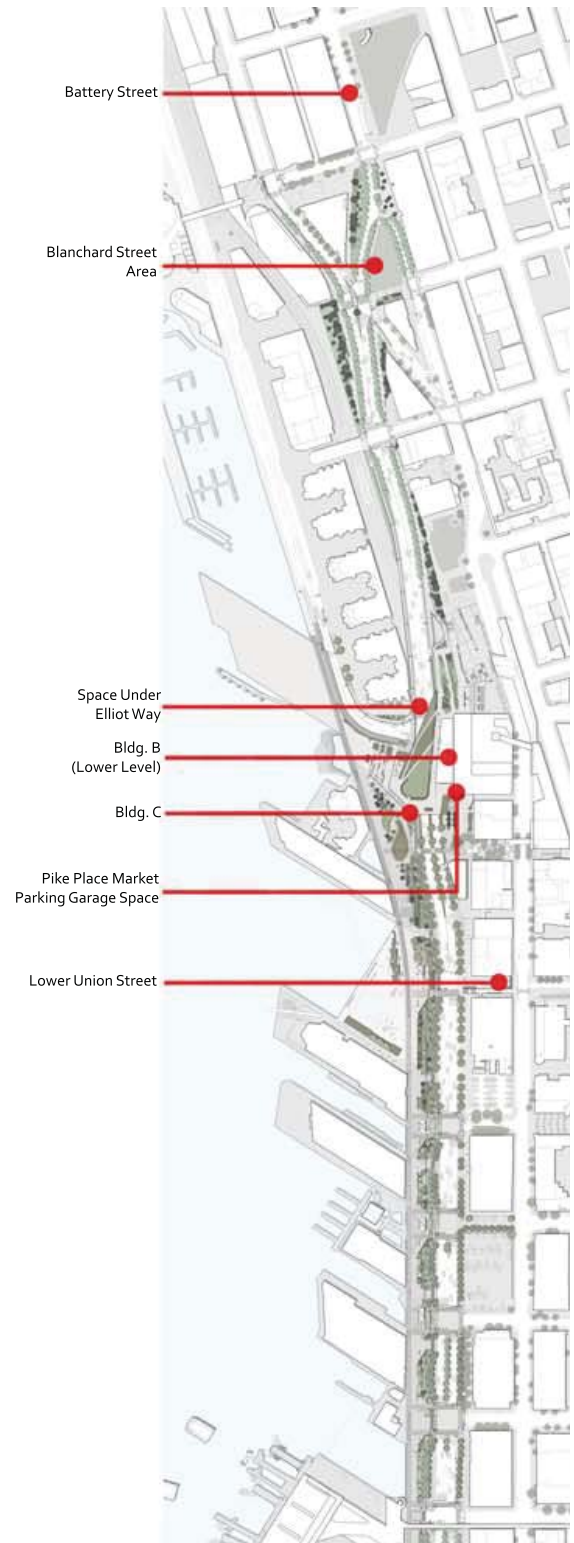 Battery Street
Blanchard Street
Area
Space Under
Elliot Way
Bldg. B
(Lower Level)
Bldg. C
Pike Place Market
Parking Garage Space
Lower Union Street